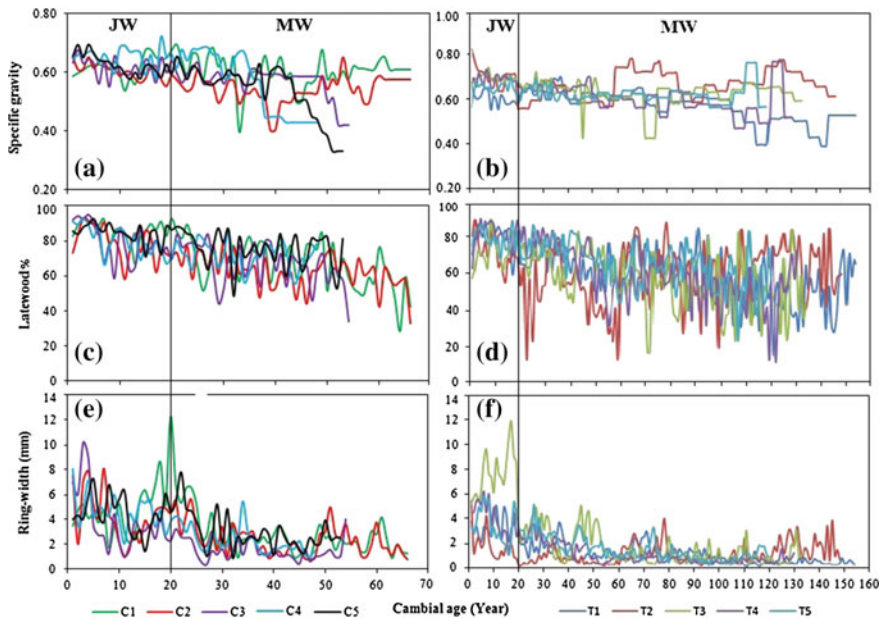 JW MW
0.80
0.60
0.40
0.20
Specific gravity
(a)
JW MW
1.00
0.80
0.60
0.40
0.20
(b)
100
80
60
40
20
0
Latewood %
(c)
100
80
60
40
20
0
(d)
14
12
10
8
6
4
2
0
Ring-width (mm)
(e)
0 10 20 30 40 50 60 70
14
12
10
8
6
4
2
0
(f)
0 10 20 30 40 50 60 70 80 90 100 110 120 130 140 150 160
C1 C2 C3 C4 C5 Cambial age (Year) T1 T2 T3 T4 T5